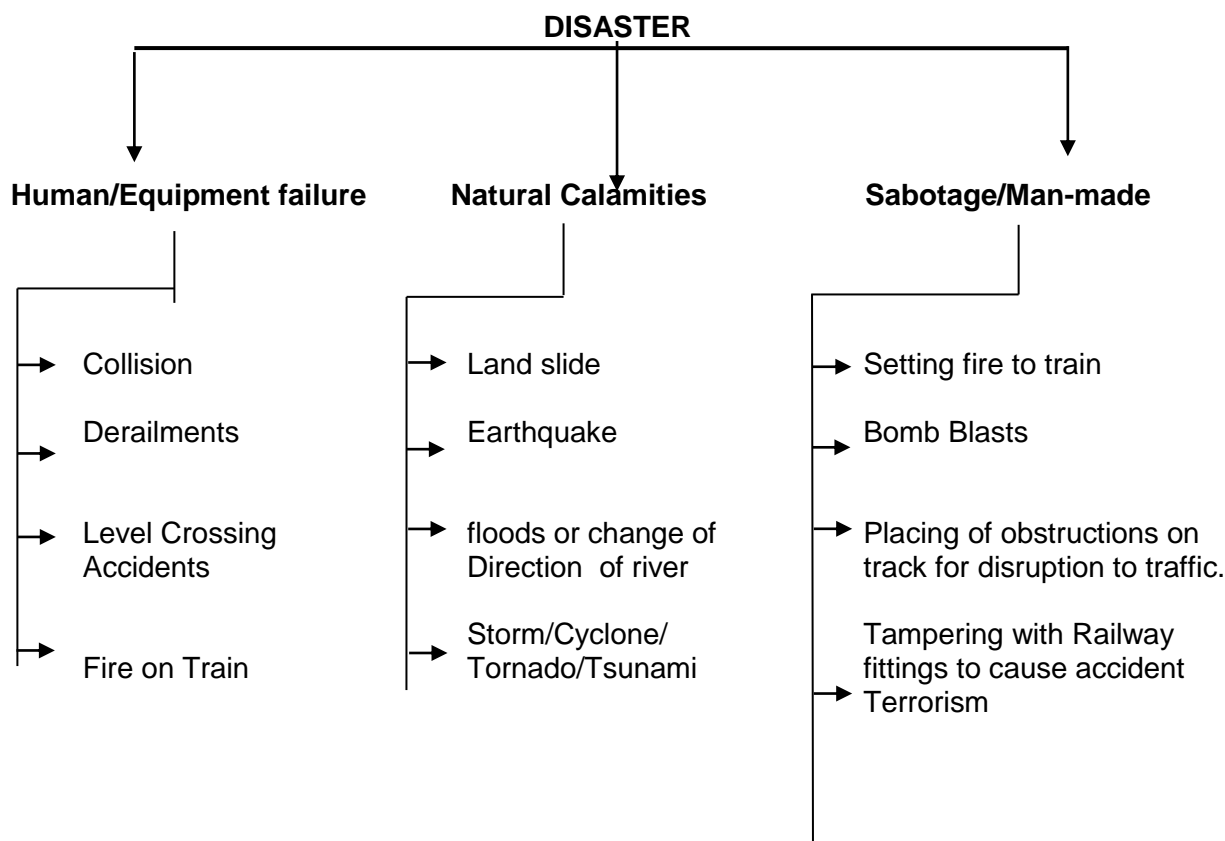 DISASTER
Human/Equipment failure
Collision
Derailments
Level Crossing
Accidents
Fire on Train
Natural Calamities
Land slide
Earthquake
floods or change of
Direction of river
Storm/Cyclone/
Tornado/Tsunami
Sabotage/Man-made
Setting fire to train
Bomb Blasts
Placing of obstructions on
track for disruption to traffic.
Tampering with Railway
fittings to cause accident
Terrorism